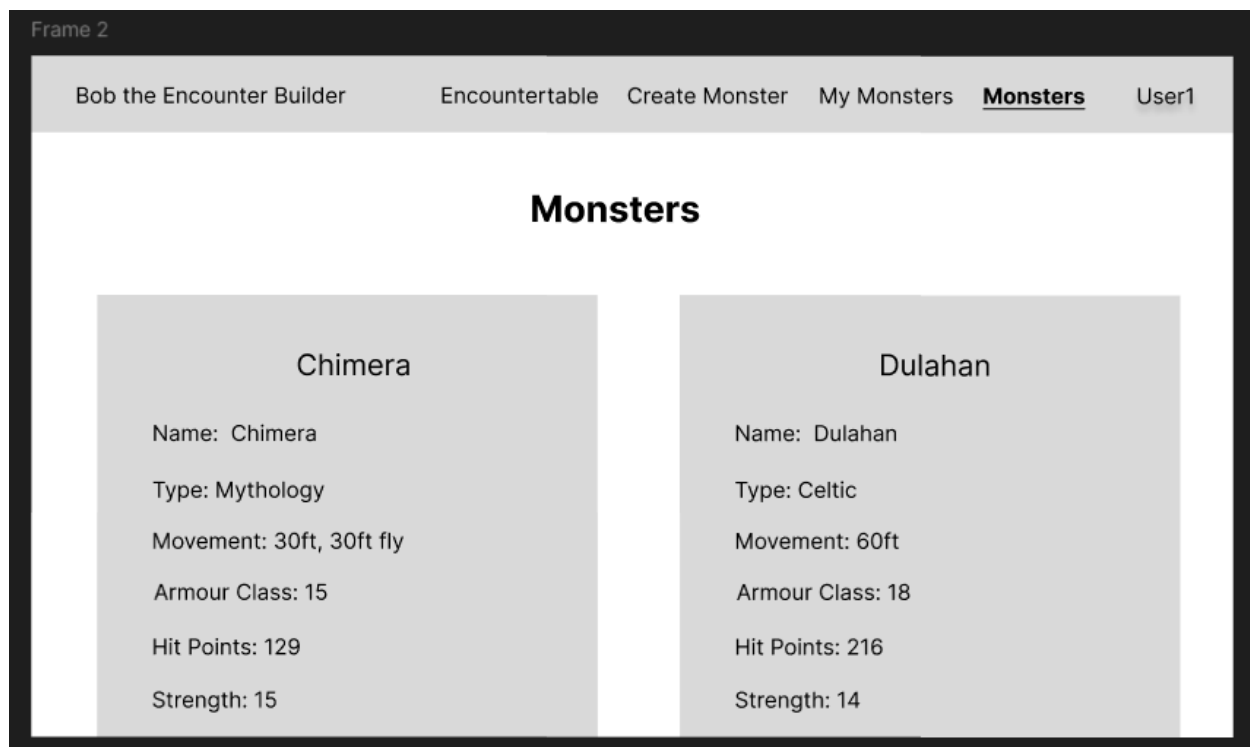 Frame 2
Bob the Encounter Builder Encountertable Create Monster My Monsters Monsters User1
Monsters
Chimera
Name: Chimera
Type: Mythology
Movement: 30ft, 30ft fly
Armour Class: 15
Hit Points: 129
Strength: 15
Dulahan
Name: Dulahan
Type: Celtic
Movement: 60ft
Armour Class: 18
Hit Points: 216
Strength: 14